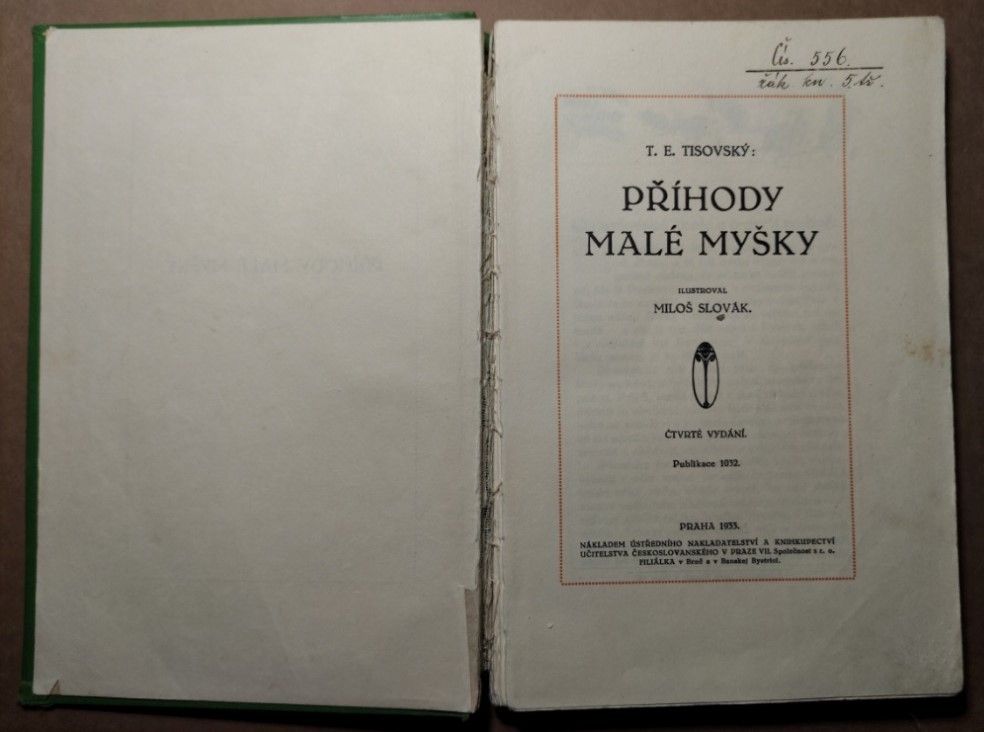 Čís. 556.
žák. kn. 5. tř.
T. E. TISOVSKÝ:
PŘÍHODY
MALÉ MYŠKY
ILUSTROVAL
MILOŠ SLOVÁK.
ČTVRTÉ VYDÁNÍ.
Publikace 1032.
PRAHA 1933.
NÁKLADEM ÚSTŘEDNÍHO NAKLADATELSTVÍ A KNIHKUPECTVÍ
UČITELSTVA ČESKOSLOVANSKÉHO V PRAZE VII. Společnost s r. o.
FILIÁLKA v Brně a v Banskej Bystrici.